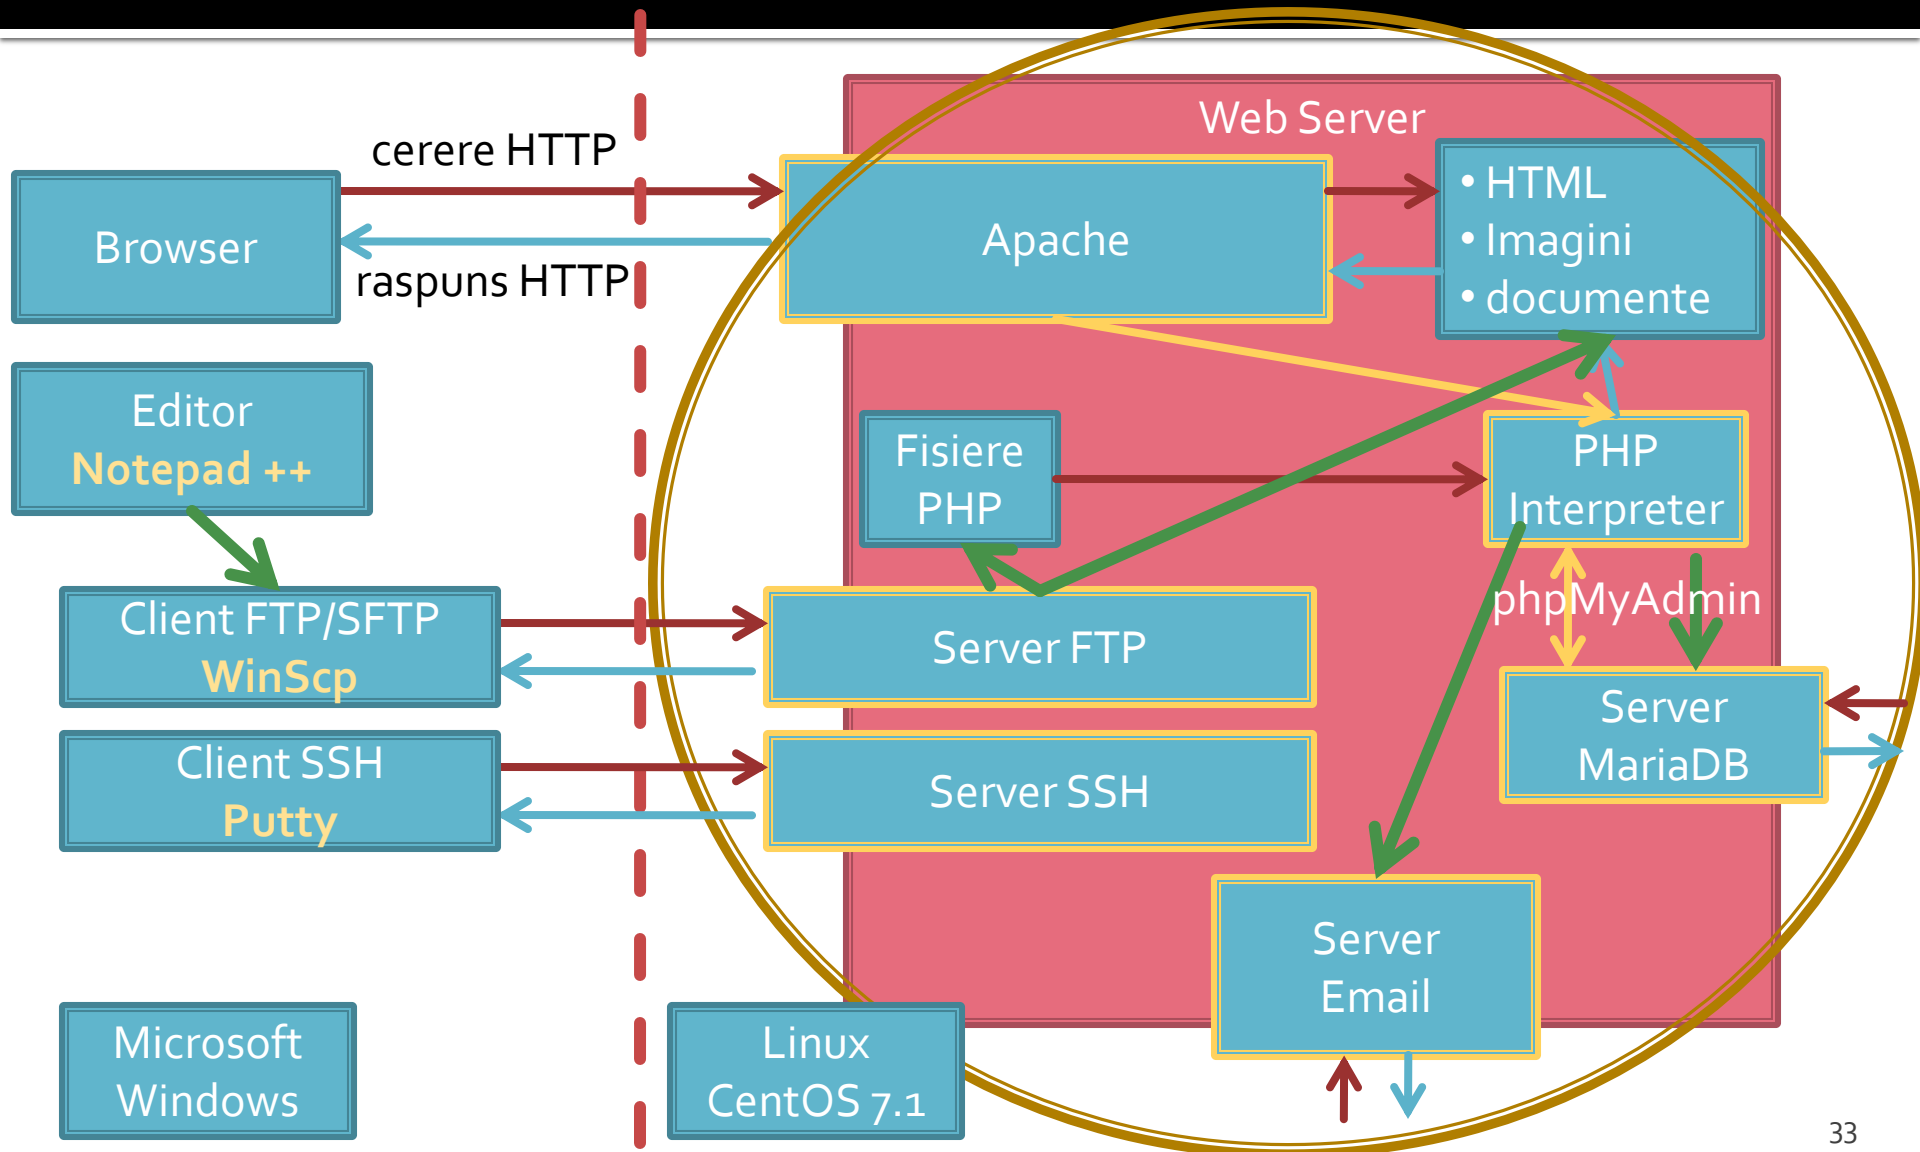 Web Server
cerere HTTP
Browser
raspuns HTTP
Apache
• HTML
• Imagini
• documente
Editor
Notepad ++
Fisiere
PHP
PHP
Interpreter
phpMyAdmin
Client FTP/SFTP
WinScp
Server FTP
Server
MariaDB
Client SSH
Putty
Server SSH
Server
Email
Microsoft
Windows
Linux
CentOS 7.1
33